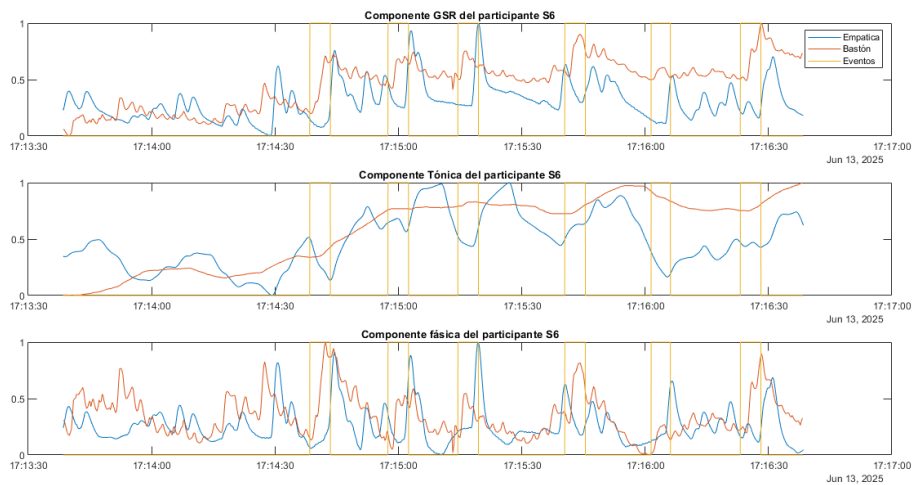 Componente GSR del participante S6
1
0.5
0
Empatica
Bastón
Eventos
17:13:30 17:14:00 17:14:30 17:15:00 17:15:30 17:16:00 17:16:30 17:17:00
Jun 13, 2025
Componente Tónica del participante S6
1
0.5
0
17:13:30 17:14:00 17:14:30 17:15:00 17:15:30 17:16:00 17:16:30 17:17:00
Jun 13, 2025
Componente fásica del participante S6
1
0.5
0
17:13:30 17:14:00 17:14:30 17:15:00 17:15:30 17:16:00 17:16:30 17:17:00
Jun 13, 2025